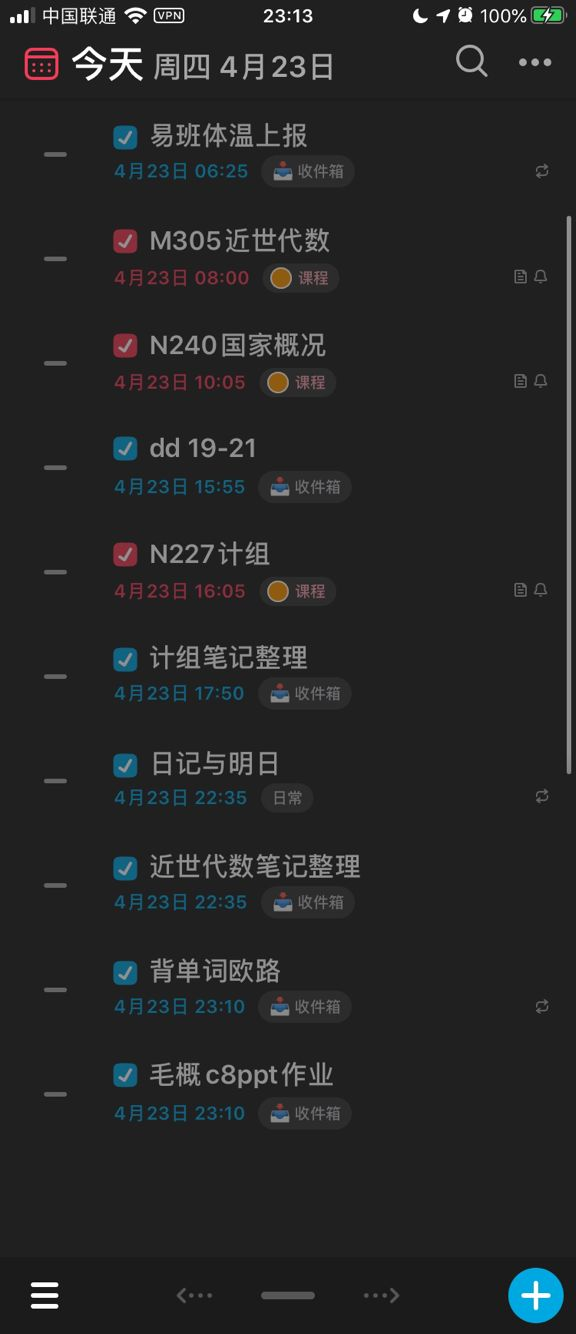 中国联通 VPN 23:13 100%
今天 周四 4月23日
易班体温上报
4月23日 06:25 收件箱
M305近世代数
4月23日 08:00 课程
N240国家概况
4月23日 10:05 课程
dd 19-21
4月23日 15:55 收件箱
N227计组
4月23日 16:05 课程
计组笔记整理
4月23日 17:50 收件箱
日记与明日
4月23日 22:35 日常
近世代数笔记整理
4月23日 22:35 收件箱
背单词欧路
4月23日 23:10 收件箱
毛概c8ppt作业
4月23日 23:10 收件箱